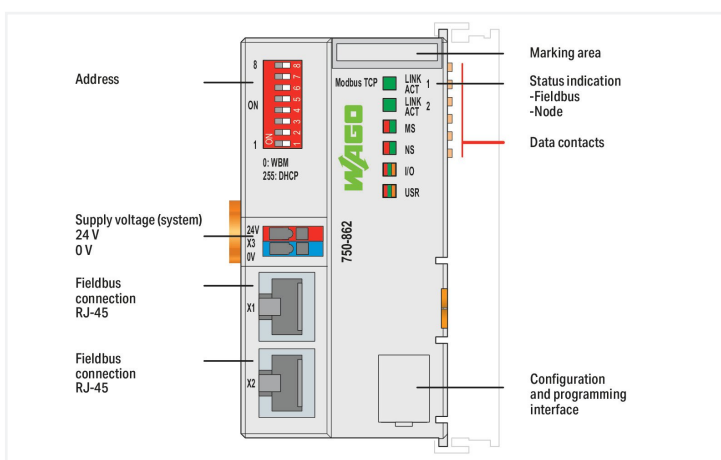 Marking area
Address
8
8
7
6
5
4
3
2
1
ON
ON
1
0: WBM
255: DHCP
Modbus TCP
LINK
ACT 1
LINK
ACT 2
MS
NS
I/O
USR
WAGO
750-862
Status indication
-Fieldbus
-Node
Data contacts
Supply voltage (system)
24 V
0 V
24V
X3
0V
Fieldbus
connection
RJ-45
X1
Fieldbus
connection
RJ-45
X2
Configuration
and programming
interface